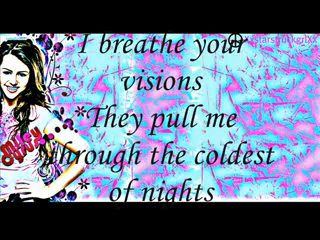 I breathe your
visions
They pull me
through the coldest
of nights